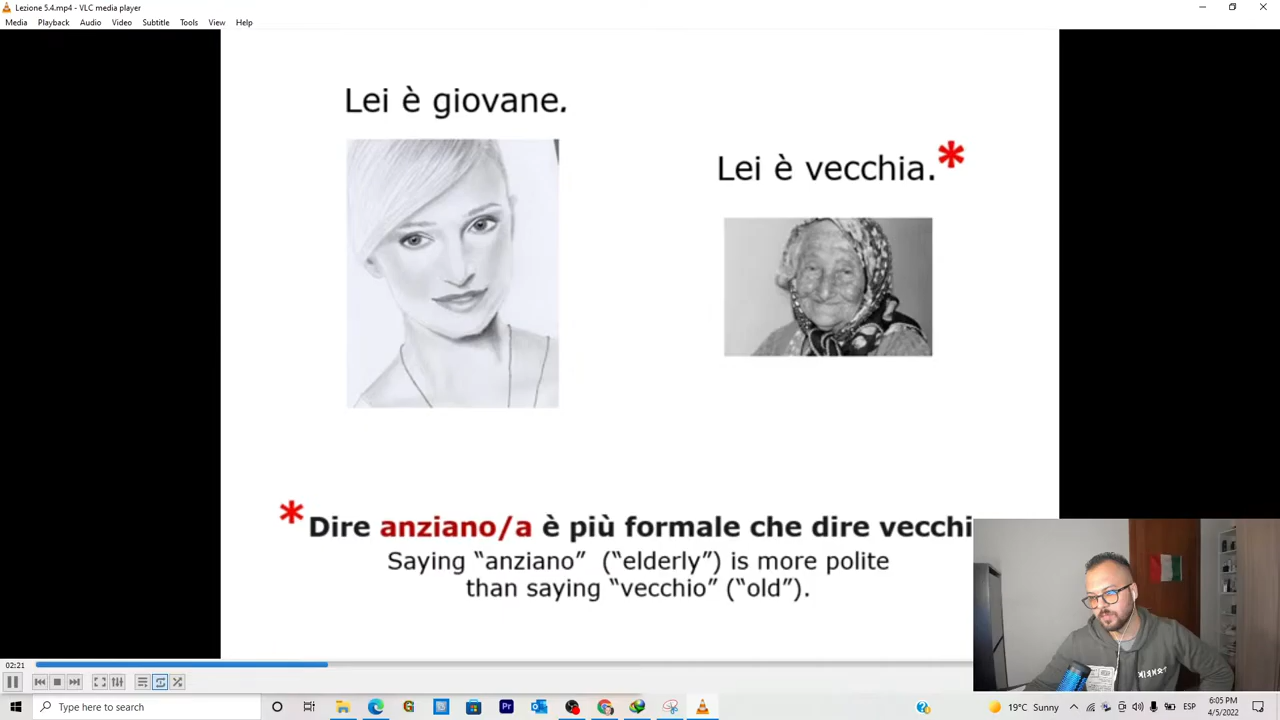 Lezione 5.4.mp4 - VLC media player
Media Playback Audio Video Subtitle Tools View Help
Lei è giovane.
Lei è vecchia.*
* Dire anziano/a è più formale che dire vecchi
Saying “anziano” (“elderly”) is more polite
than saying “vecchio” (“old”).
02:21
Type here to search
19°C Sunny
ESP
6:05 PM
4/5/2022